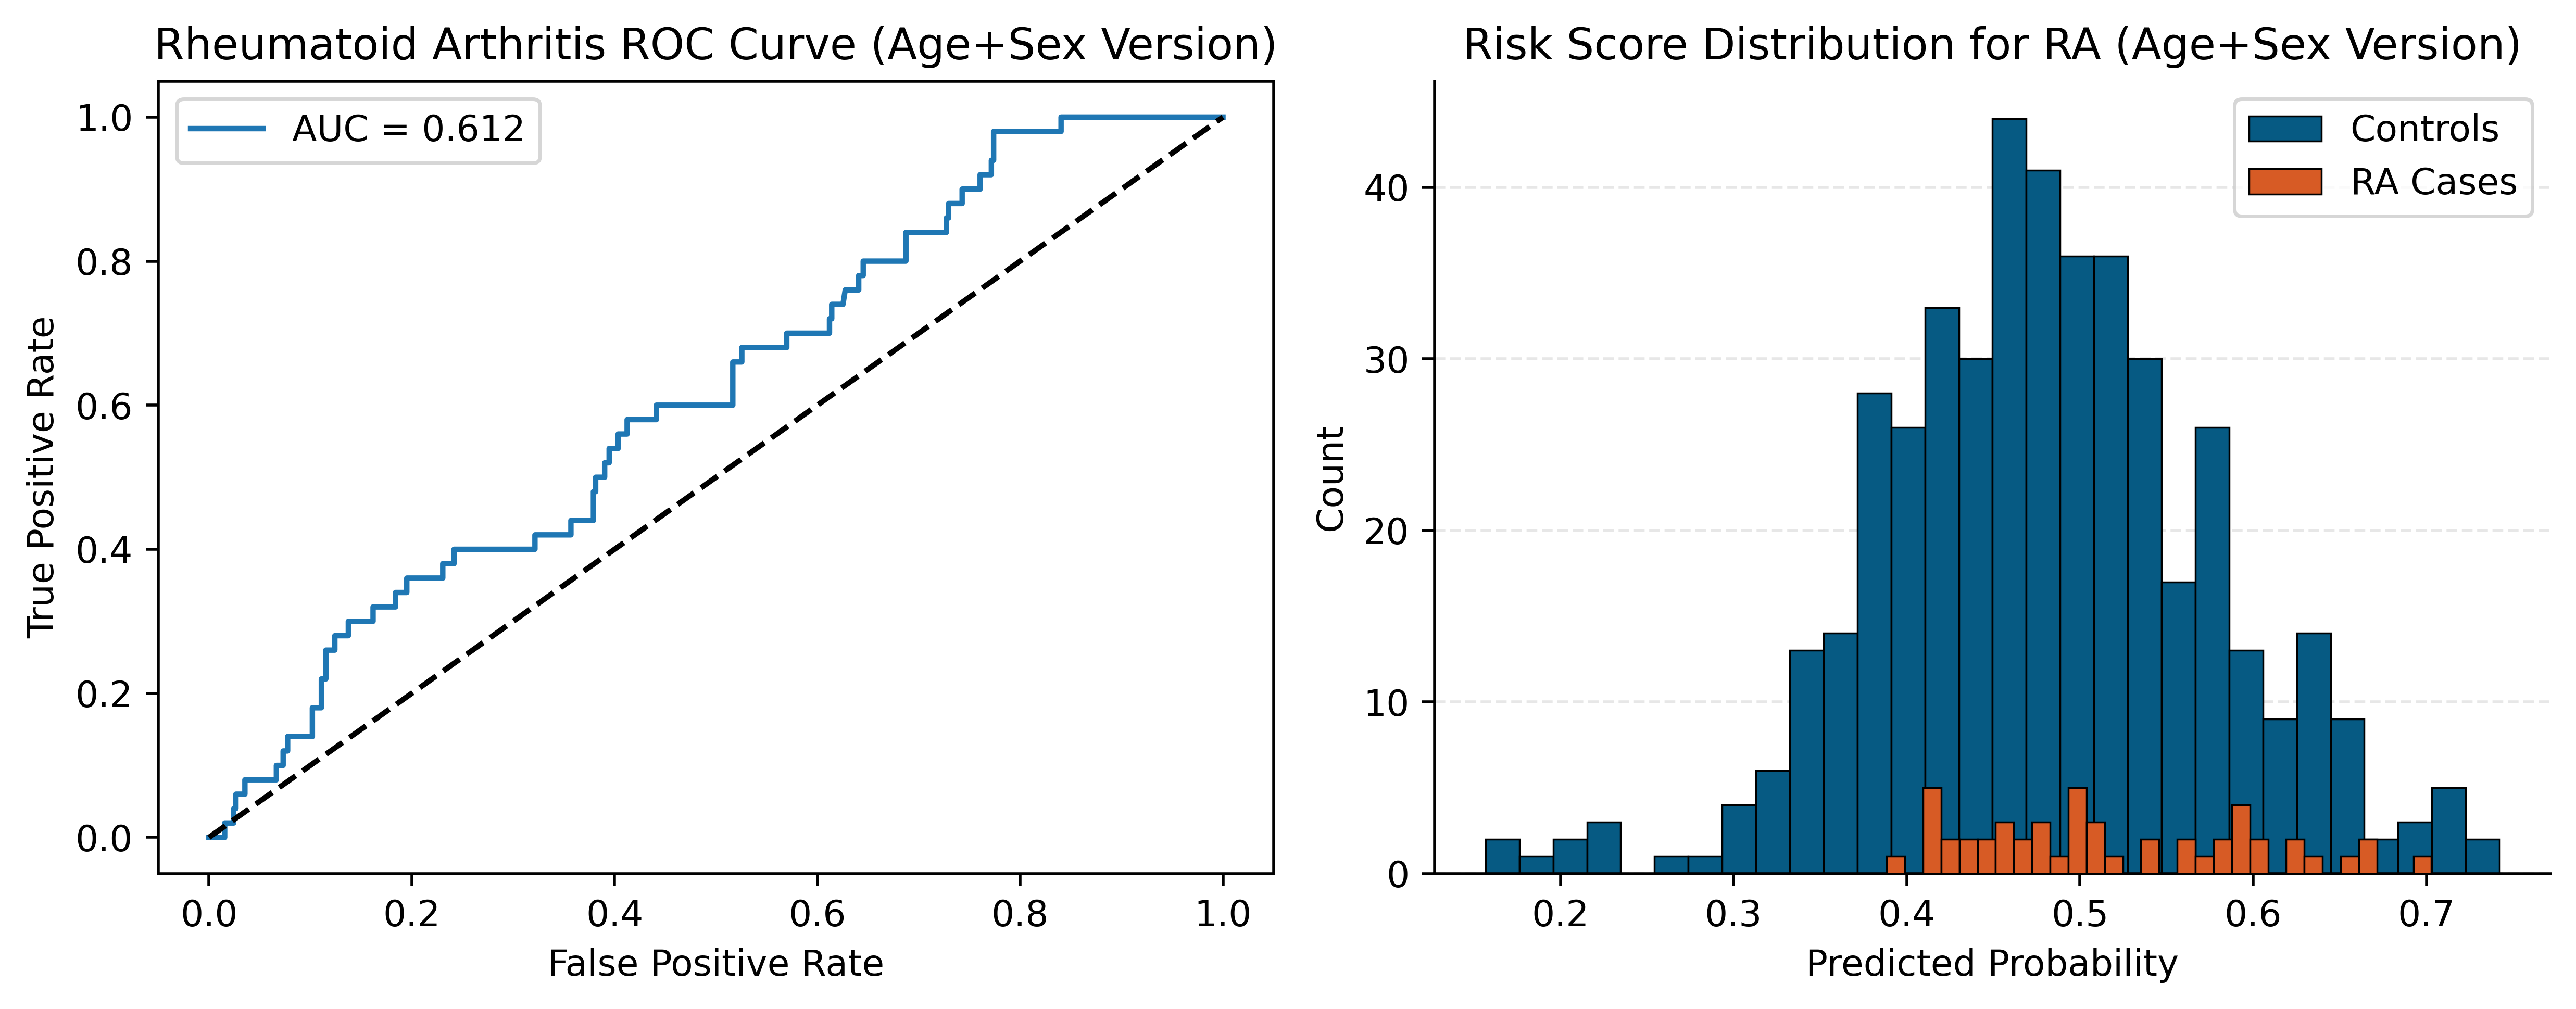 Rheumatoid Arthritis ROC Curve (Age+Sex Version)
AUC = 0.612
True Positive Rate
1.0
0.8
0.6
0.4
0.2
0.0
0.0 0.2 0.4 0.6 0.8 1.0
False Positive Rate
Risk Score Distribution for RA (Age+Sex Version)
Controls
RA Cases
Count
40
30
20
10
0
0.2 0.3 0.4 0.5 0.6 0.7
Predicted Probability